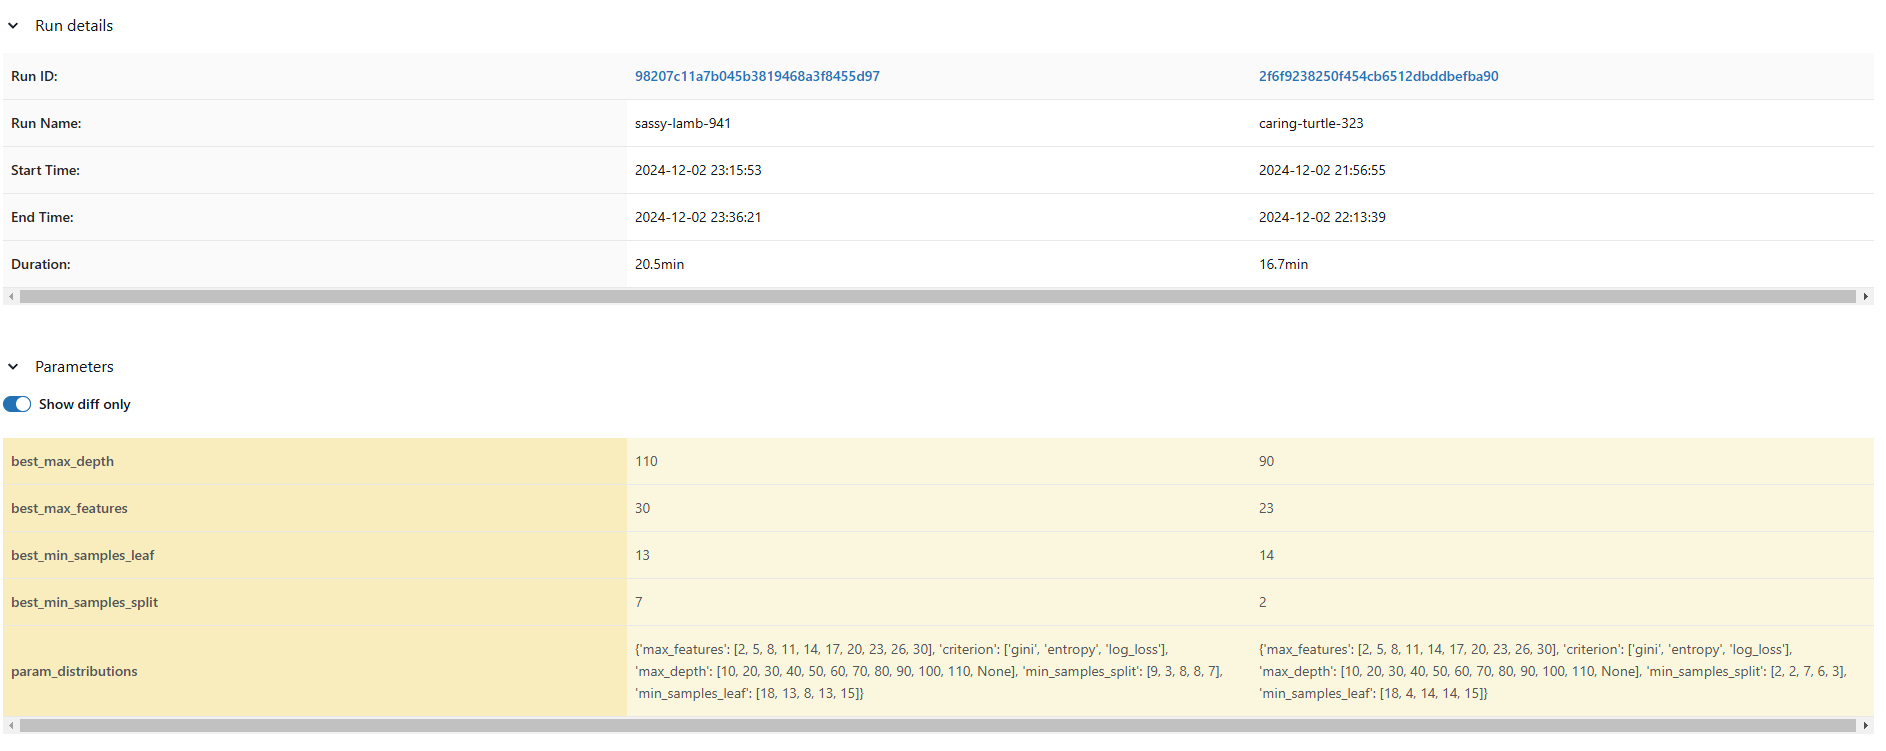 Run details
Run ID: 98207c11a7b045b3819468a3f8455d97 2f6f9238250f454cb6512dbddbefba90
Run Name: sassy-lamb-941 caring-turtle-323
Start Time: 2024-12-02 23:15:53 2024-12-02 21:56:55
End Time: 2024-12-02 23:36:21 2024-12-02 22:13:39
Duration: 20.5min 16.7min
Parameters
Show diff only
best_max_depth 110 90
best_max_features 30 23
best_min_samples_leaf 13 14
best_min_samples_split 7 2
param_distributions
{'max_features': [2, 5, 8, 11, 14, 17, 20, 23, 26, 30], 'criterion': ['gini', 'entropy', 'log_loss'],
'max_depth': [10, 20, 30, 40, 50, 60, 70, 80, 90, 100, 110, None], 'min_samples_split': [9, 3, 8, 8, 7],
'min_samples_leaf': [18, 13, 8, 13, 15]}
{'max_features': [2, 5, 8, 11, 14, 17, 20, 23, 26, 30], 'criterion': ['gini', 'entropy', 'log_loss'],
'max_depth': [10, 20, 30, 40, 50, 60, 70, 80, 90, 100, 110, None], 'min_samples_split': [2, 2, 7, 6, 3],
'min_samples_leaf': [18, 4, 14, 14, 15]}